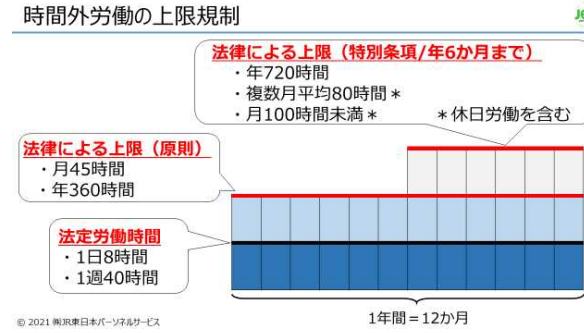 時間外労働の上限規制
法律による上限（特別条項/年6か月まで）
・年720時間
・複数月平均80時間＊
・月100時間未満＊
＊休日労働を含む
法律による上限（原則）
・月45時間
・年360時間
法定労働時間
・1日8時間
・1週40時間
1年間＝12か月
© 2021 ㈱JR東日本パーソネルサービス